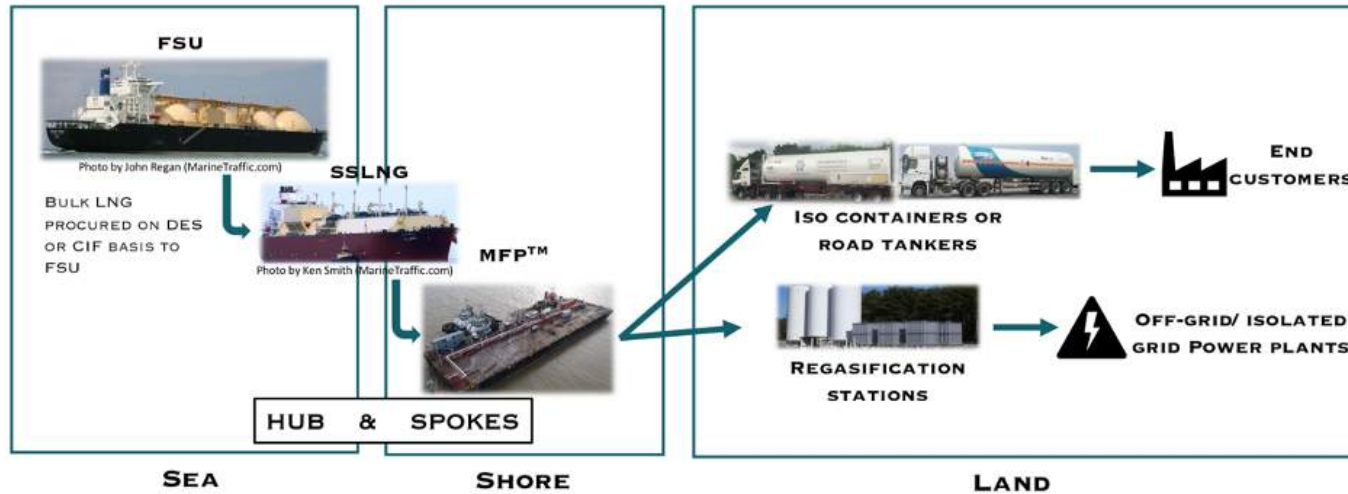 FSU
Photo by John Regan (MarineTraffic.com)
SSLNG
BULK LNG
PROCURED ON DES
OR CIF BASIS TO
FSU
Photo by Ken Smith (MarineTraffic.com)
MFP™
ISO CONTAINERS OR
ROAD TANKERS
END
CUSTOMERS
REGASIFICATION
STATIONS
OFF-GRID/ ISOLATED
GRID POWER PLANTS
HUB & SPOKES
SEA
SHORE
LAND